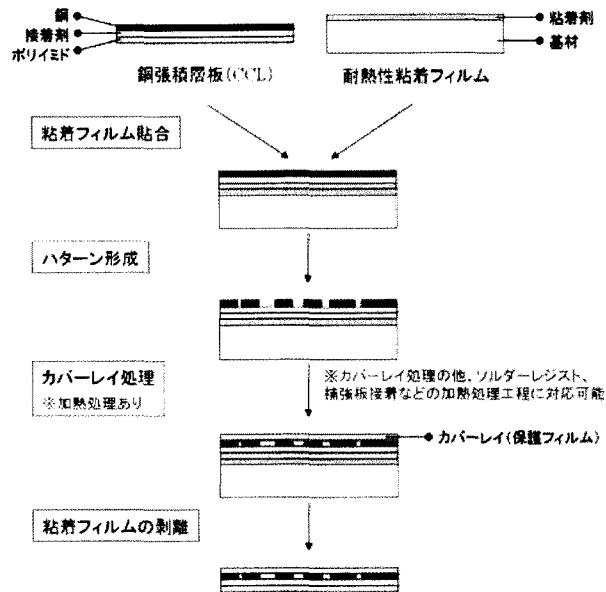 銅
接着剤
ポリイミド
銅張積層板(CCL)
粘着剤
基材
耐熱性粘着フィルム
粘着フィルム貼合
パターン形成
カバーレイ処理
※加熱処理あり
※カバーレイ処理の他、ソルダーレジスト、
補強板接着などの加熱処理工程に対応可能
カバーレイ(保護フィルム)
粘着フィルムの剥離